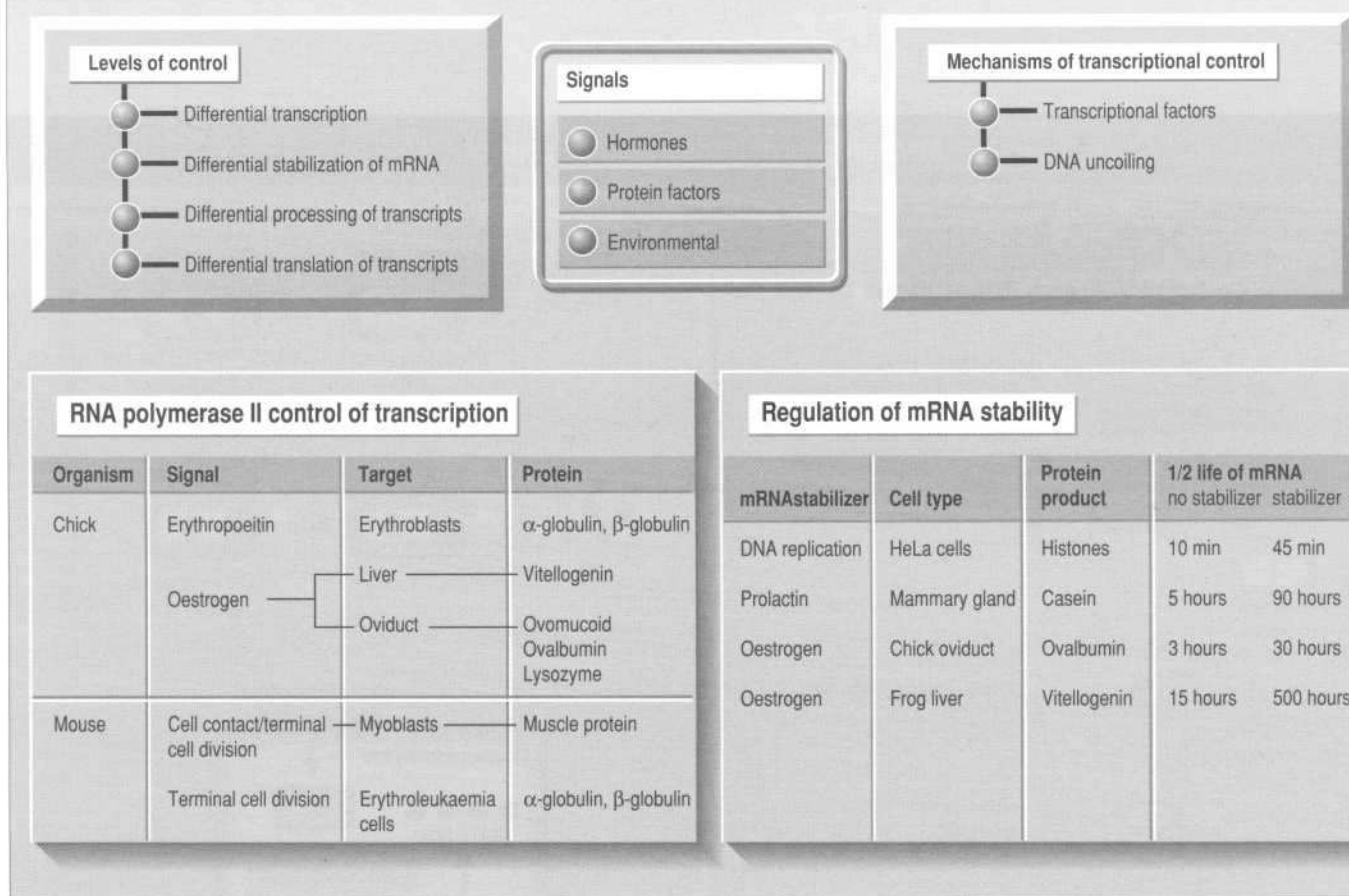 Levels of control
Differential transcription
Differential stabilization of mRNA
Differential processing of transcripts
Differential translation of transcripts
Signals
Hormones
Protein factors
Environmental
Mechanisms of transcriptional control
Transcriptional factors
DNA uncoiling
RNA polymerase II control of transcription
Organism Signal Target Protein
Chick Erythropoeitin Erythroblasts α-globulin, β-globulin
Liver Vitellogenin
Oestrogen
Oviduct Ovomucoid
Ovalbumin
Lysozyme
Mouse Cell contact/terminal Myoblasts Muscle protein
cell division
Terminal cell division Erythroleukaemia α-globulin, β-globulin
cells
Regulation of mRNA stability
Protein 1/2 life of mRNA
mRNAstabilizer Cell type product no stabilizer stabilizer
DNA replication HeLa cells Histones 10 min 45 min
Prolactin Mammary gland Casein 5 hours 90 hours
Oestrogen Chick oviduct Ovalbumin 3 hours 30 hours
Oestrogen Frog liver Vitellogenin 15 hours 500 hours